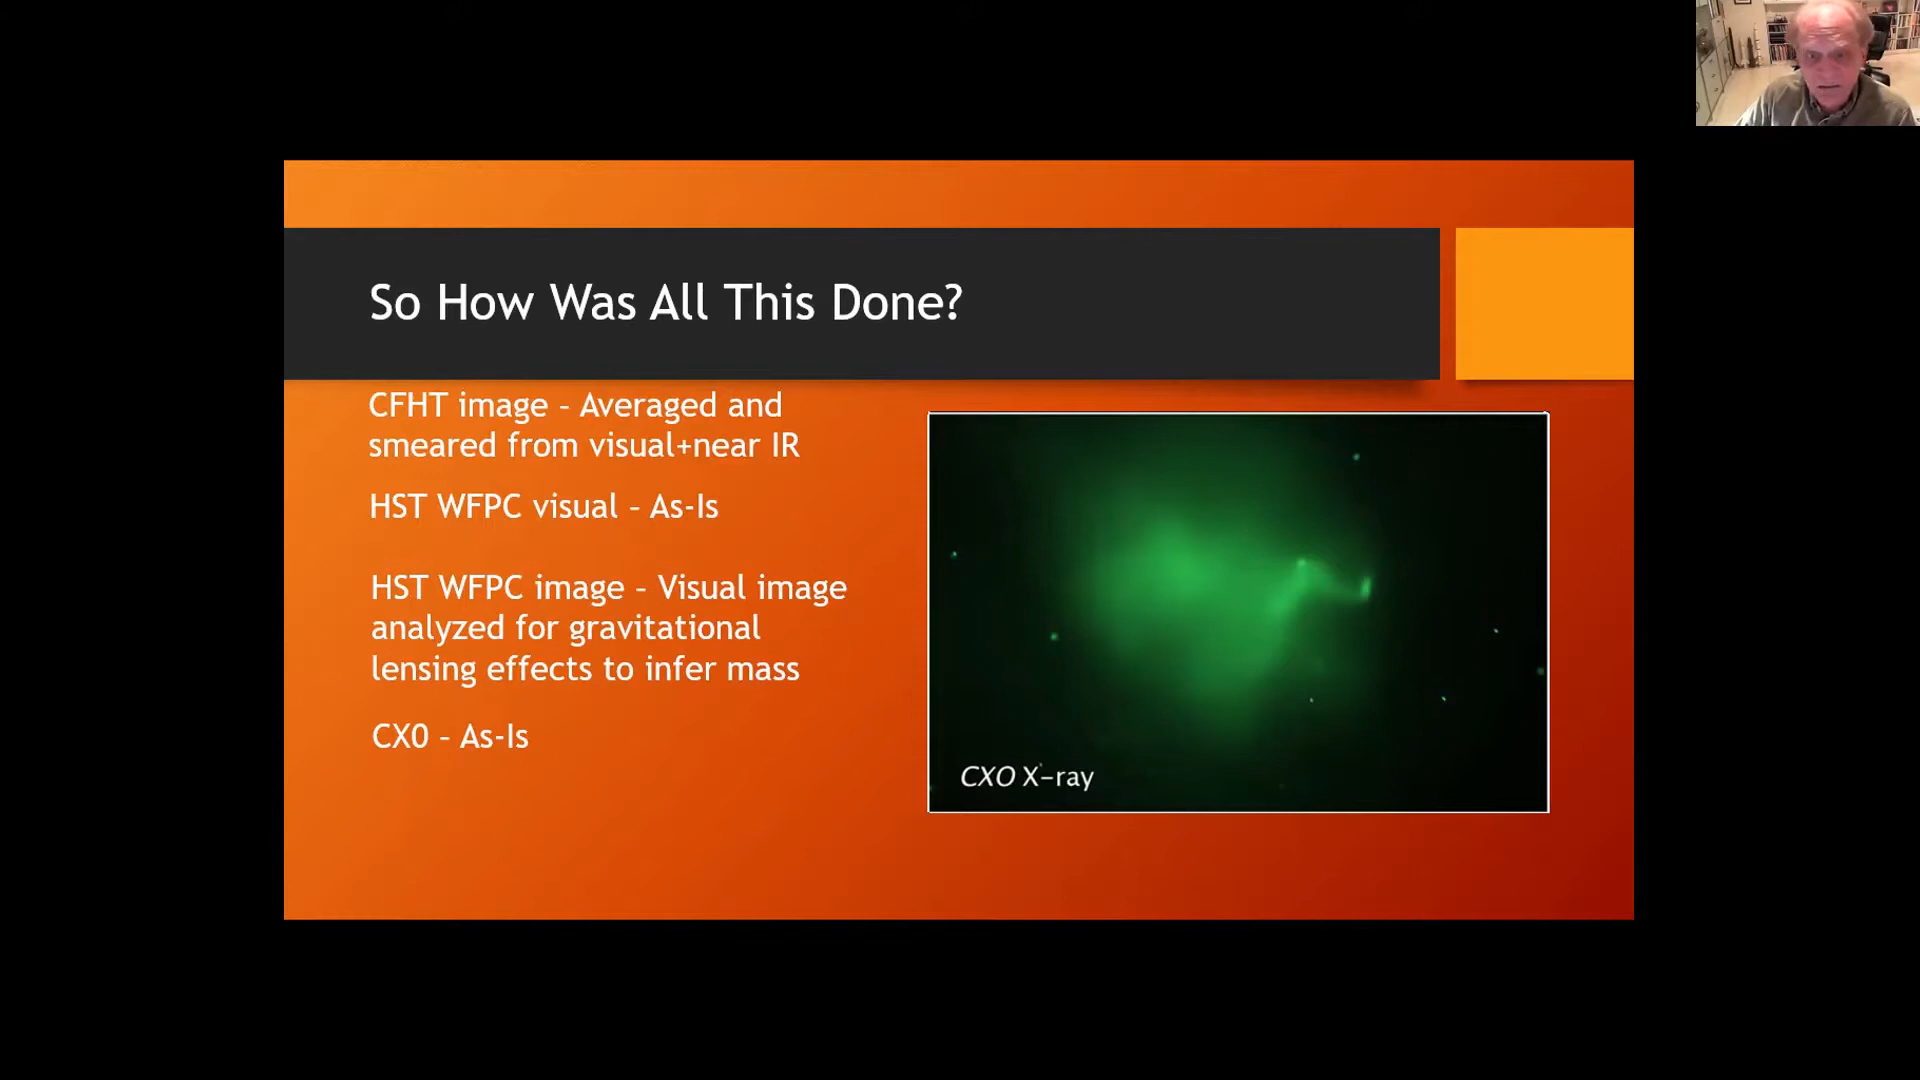 So How Was All This Done?
CFHT image – Averaged and
smeared from visual+near IR
HST WFPC visual – As-Is
HST WFPC image – Visual image
analyzed for gravitational
lensing effects to infer mass
CX0 – As-Is
CXO X-ray